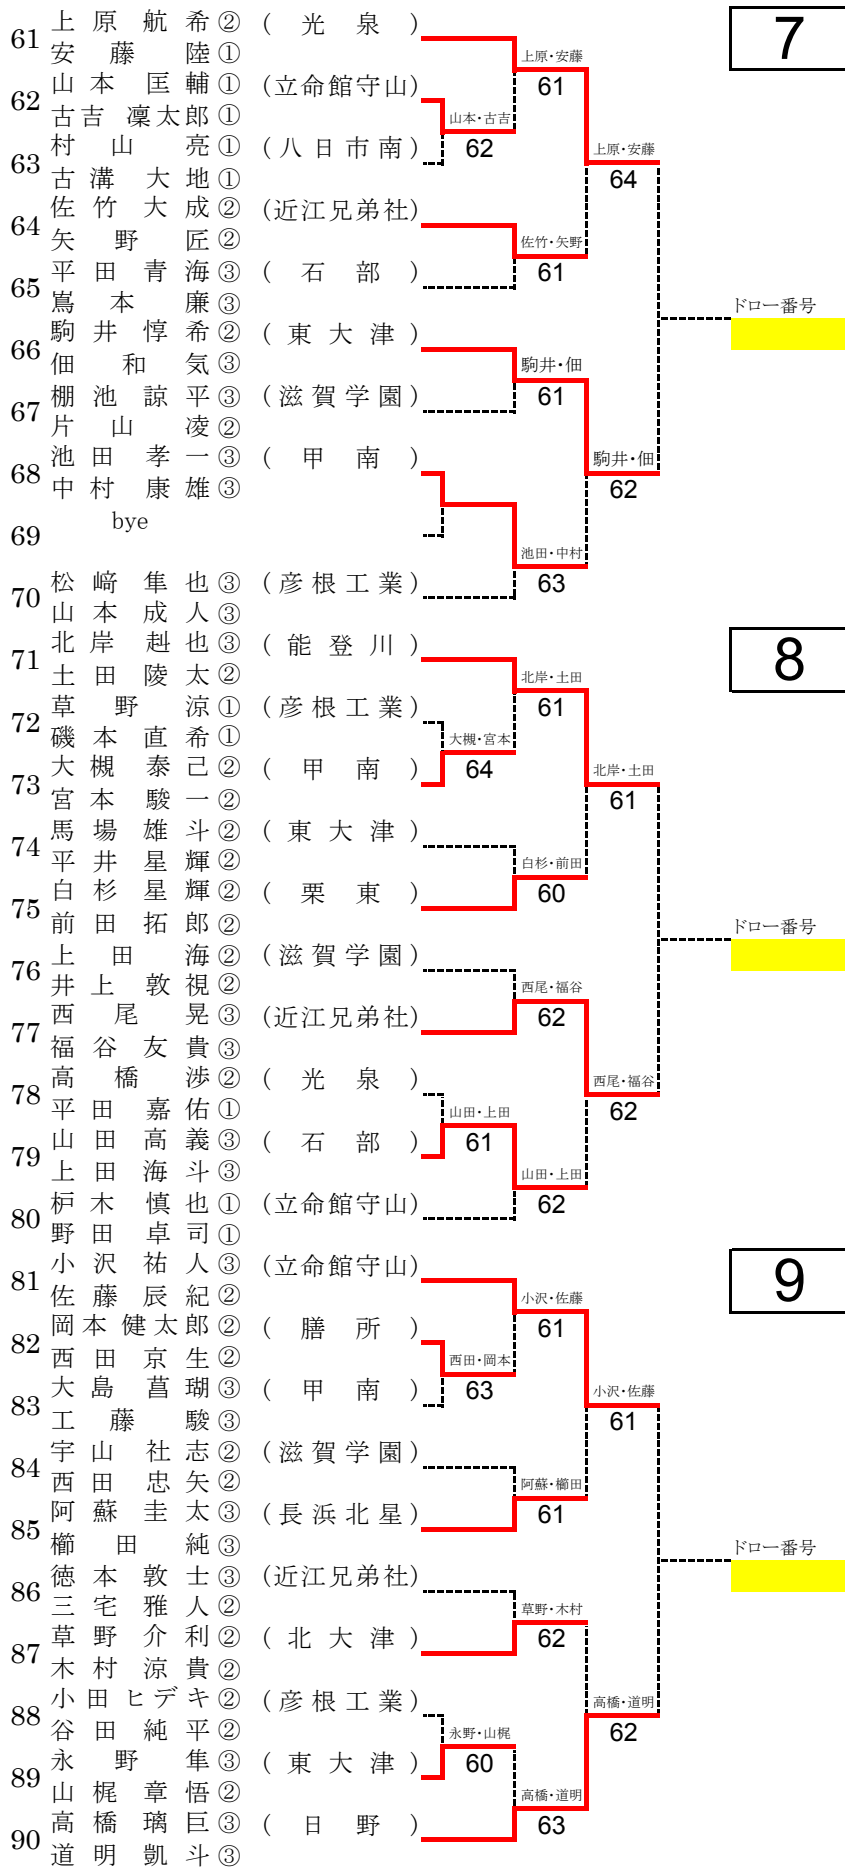 7
61 上原航希② (光泉)
安藤陸①
上原・安藤
61
62 山本匡輔① (立命館守山)
古吉凜太郎①
山本・古吉
62
63 村山亮① (八日市南)
古溝大地①
上原・安藤
64
64 佐竹大成② (近江兄弟社)
矢野匠②
佐竹・矢野
61
65 平田青海③ (石部)
嶌本廉③
ドロー番号
66 駒井惇希② (東大津)
佃和気③
駒井・佃
61
67 棚池諒平③ (滋賀学園)
片山凌②
68 池田孝一③ (甲南)
中村康雄③
駒井・佃
62
69 bye
池田・中村
63
70 松﨑隼也③ (彦根工業)
山本成人③
8
71 北岸赳也③ (能登川)
土田陵太②
北岸・土田
61
72 草野涼① (彦根工業)
磯本直希①
大槻・宮本
64
73 大槻泰己② (甲南)
宮本駿一②
北岸・土田
61
74 馬場雄斗② (東大津)
平井星輝②
白杉・前田
60
75 白杉星輝② (栗東)
前田拓郎②
ドロー番号
76 上田海② (滋賀学園)
井上敦視②
西尾・福谷
62
77 西尾晃③ (近江兄弟社)
福谷友貴③
西尾・福谷
62
78 高橋渉② (光泉)
平田嘉佑①
山田・上田
61
79 山田高義③ (石部)
上田海斗③
山田・上田
62
80 枦木慎也① (立命館守山)
野田卓司①
9
81 小沢祐人③ (立命館守山)
佐藤辰紀②
小沢・佐藤
61
82 岡本健太郎② (膳所)
西田京生②
西田・岡本
63
83 大島菖瑚③ (甲南)
工藤駿③
小沢・佐藤
61
84 宇山社志② (滋賀学園)
西田忠矢②
阿蘇・櫛田
61
85 阿蘇圭太③ (長浜北星)
櫛田純③
ドロー番号
86 徳本敦士③ (近江兄弟社)
三宅雅人②
草野・木村
62
87 草野介利② (北大津)
木村涼貴②
88 小田ヒデキ② (彦根工業)
谷田純平②
高橋・道明
62
永野・山梶
60
89 永野隼③ (東大津)
山梶章悟②
高橋・道明
63
90 高橋璃巨③ (日野)
道明凱斗③